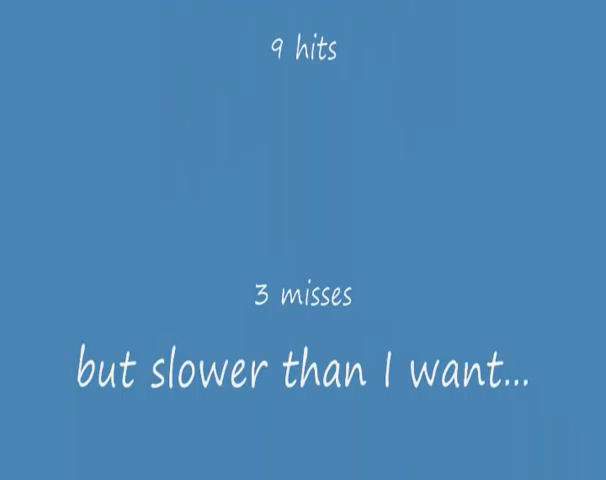 9 hits
3 misses
but slower than I want...